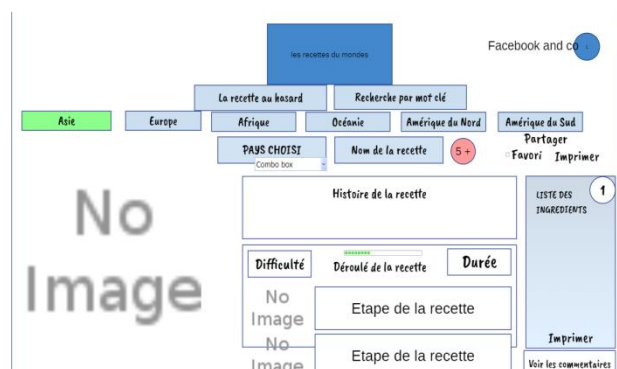 les recettes du mondes
Facebook and co
La recette au hasard
Recherche par mot clé
Asie
Europe
Afrique
Océanie
Amérique du Nord
Amérique du Sud
PAYS CHOISI
Combo box
Nom de la recette
5 +
Partager
Favori
Imprimer
No
Image
Histoire de la recette
Difficulté
Déroulé de la recette
Durée
No
Image
Etape de la recette
No
Image
Etape de la recette
LISTE DES
INGREDIENTS
1
Imprimer
Voir les commentaires